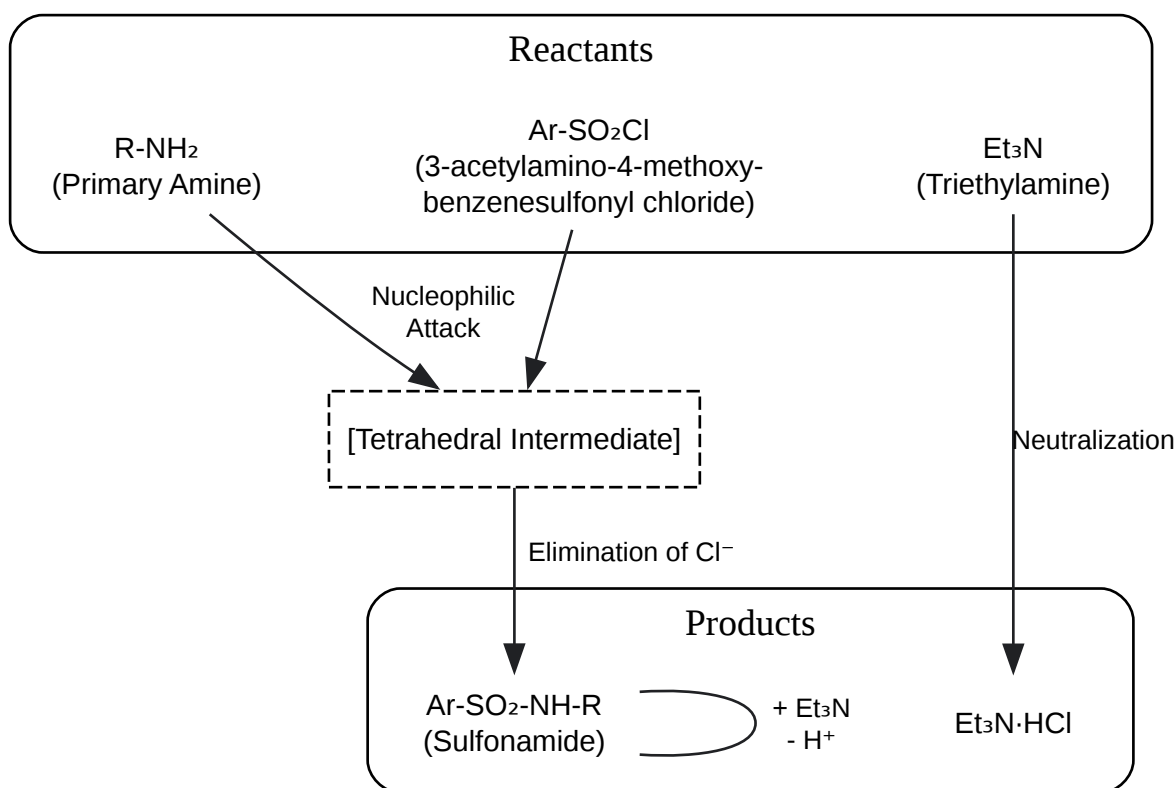 Reactants
R-NH₂
(Primary Amine)
Ar-SO₂Cl
(3-acetylamino-4-methoxy-
benzenesulfonyl chloride)
Et₃N
(Triethylamine)
Nucleophilic
Attack
[Tetrahedral Intermediate]
Neutralization
Elimination of Cl⁻
Products
Ar-SO₂-NH-R
(Sulfonamide)
+ Et₃N
- H⁺
Et₃N·HCl